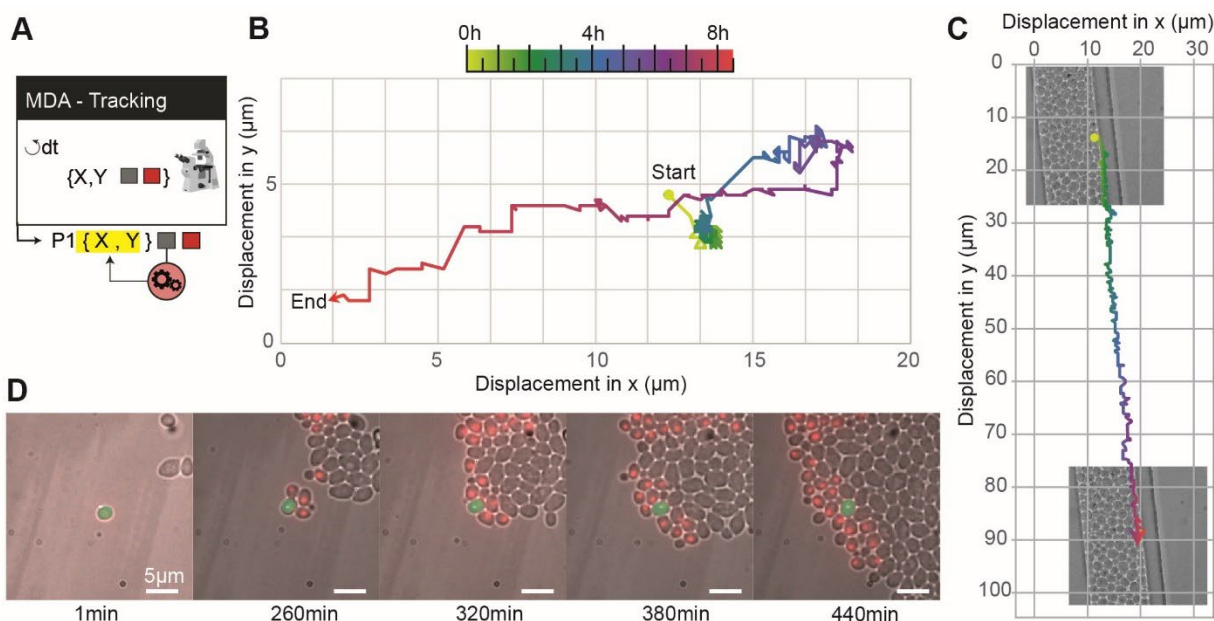 A
MDA - Tracking
dt
{X,Y }
P1 { X , Y }
B
0h 4h 8h
Displacement in y (µm)
5
0
Start
End
0 5 10 15 20
Displacement in x (µm)
C
Displacement in x (µm)
0 10 20 30
Displacement in y (µm)
0
10
20
30
40
50
60
70
80
90
100
D
5µm
1min 260min 320min 380min 440min